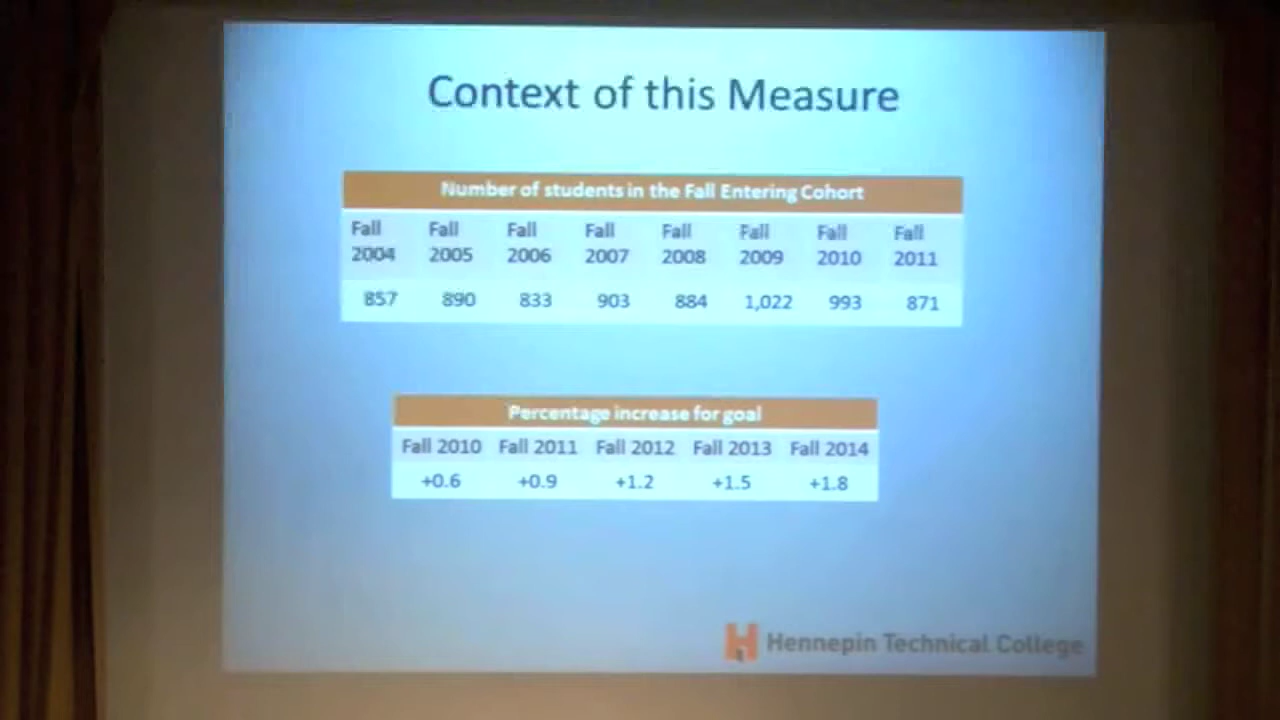 Context of this Measure
Number of students in the Fall Entering Cohort
Fall 2004 Fall 2005 Fall 2006 Fall 2007 Fall 2008 Fall 2009 Fall 2010 Fall 2011
857 890 833 903 884 1,022 993 871
Percentage increase for goal
Fall 2010 Fall 2011 Fall 2012 Fall 2013 Fall 2014
+0.6 +0.9 +1.2 +1.5 +1.8
Hennepin Technical College